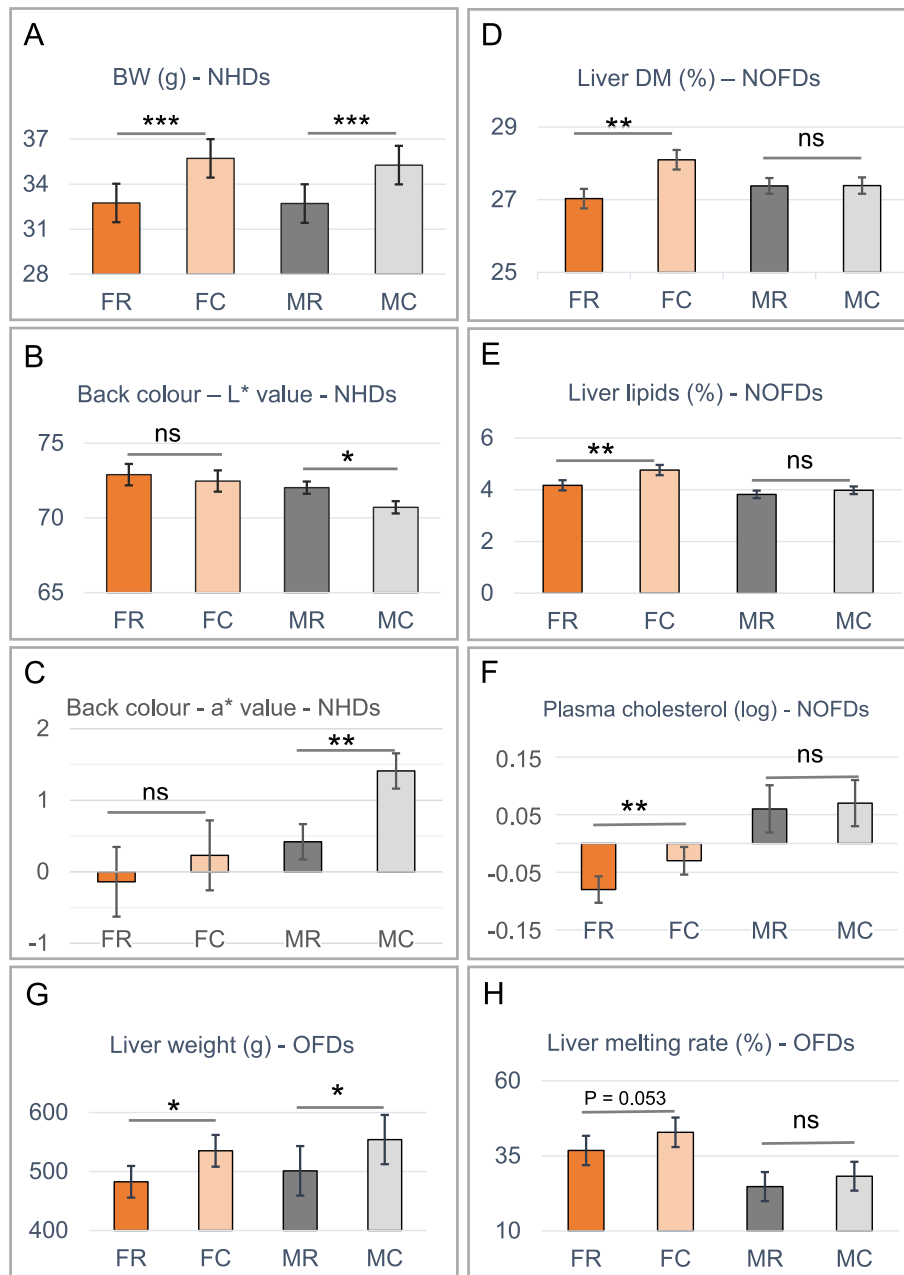 A
BW (g) - NHDs
*** ***
37
34
31
28
FR FC MR MC
B
Back colour – L* value - NHDs
ns *
75
70
65
FR FC MR MC
C
Back colour - a* value - NHDs
ns **
2
1
0
-1
FR FC MR MC
D
Liver DM (%) – NOFDs
** ns
29
27
25
FR FC MR MC
E
Liver lipids (%) - NOFDs
** ns
6
4
2
0
FR FC MR MC
F
Plasma cholesterol (log) - NOFDs
** ns
0.15
0.05
-0.05
-0.15
FR FC MR MC
G
Liver weight (g) - OFDs
* *
600
500
400
FR FC MR MC
H
Liver melting rate (%) - OFDs
P = 0.053 ns
60
35
10
FR FC MR MC